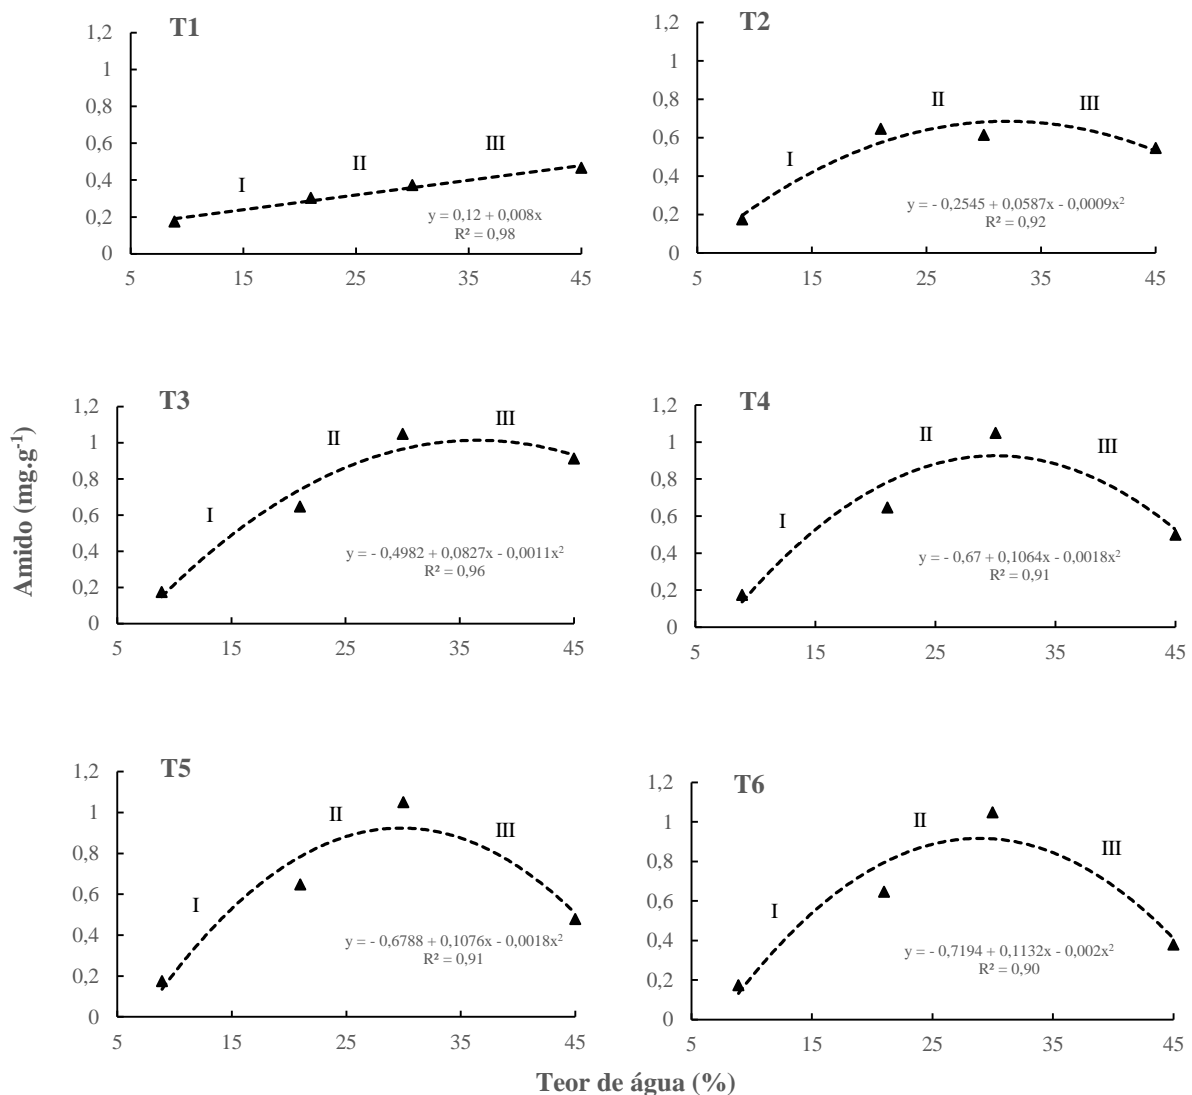 T1
1,2
1
0,8
0,6
0,4
0,2
0
I
II
III
y = 0,12 + 0,008x
R² = 0,98
5 15 25 35 45
T2
1,2
1
0,8
0,6
0,4
0,2
0
I
II
III
y = - 0,2545 + 0,0587x - 0,0009x²
R² = 0,92
5 15 25 35 45
Amido (mg.g⁻¹)
T3
1,2
1
0,8
0,6
0,4
0,2
0
I
II
III
y = - 0,4982 + 0,0827x - 0,0011x²
R² = 0,96
5 15 25 35 45
T4
1,2
1
0,8
0,6
0,4
0,2
0
I
II
III
y = - 0,67 + 0,1064x - 0,0018x²
R² = 0,91
5 15 25 35 45
T5
1,2
1
0,8
0,6
0,4
0,2
0
I
II
III
y = - 0,6788 + 0,1076x - 0,0018x²
R² = 0,91
5 15 25 35 45
T6
1,2
1
0,8
0,6
0,4
0,2
0
I
II
III
y = - 0,7194 + 0,1132x - 0,002x²
R² = 0,90
5 15 25 35 45
Teor de água (%)